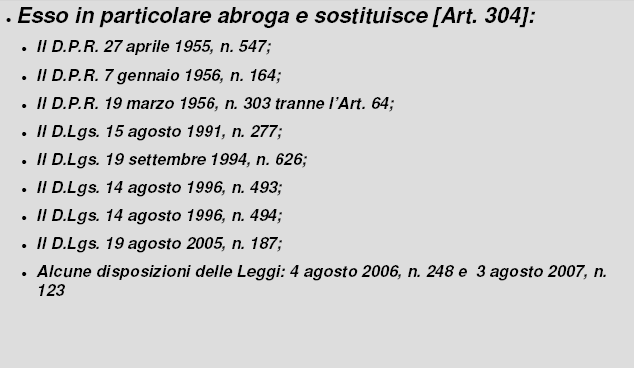 • Esso in particolare abroga e sostituisce [Art. 304]:
• Il D.P.R. 27 aprile 1955, n. 547;
• Il D.P.R. 7 gennaio 1956, n. 164;
• Il D.P.R. 19 marzo 1956, n. 303 tranne l'Art. 64;
• Il D.Lgs. 15 agosto 1991, n. 277;
• Il D.Lgs. 19 settembre 1994, n. 626;
• Il D.Lgs. 14 agosto 1996, n. 493;
• Il D.Lgs. 14 agosto 1996, n. 494;
• Il D.Lgs. 19 agosto 2005, n. 187;
• Alcune disposizioni delle Leggi: 4 agosto 2006, n. 248 e 3 agosto 2007, n.
123